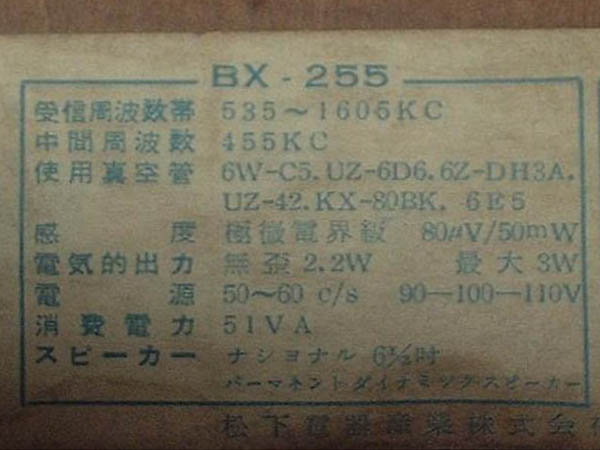 BX-255
受信周波数帯 535～1605KC
中間周波数 455KC
使用真空管 6W-C5. UZ-6D6. 6Z-DH3A.
UZ-42. KX-80BK. 6E5
感度 極微電界級 80μV/50mW
電気的出力 無歪 2.2W 最大 3W
電源 50～60 c/s 90—100—110V
消費電力 51VA
スピーカー ナショナル 6½吋
パーマネントダイナミックスピーカー
松下電器産業株式会